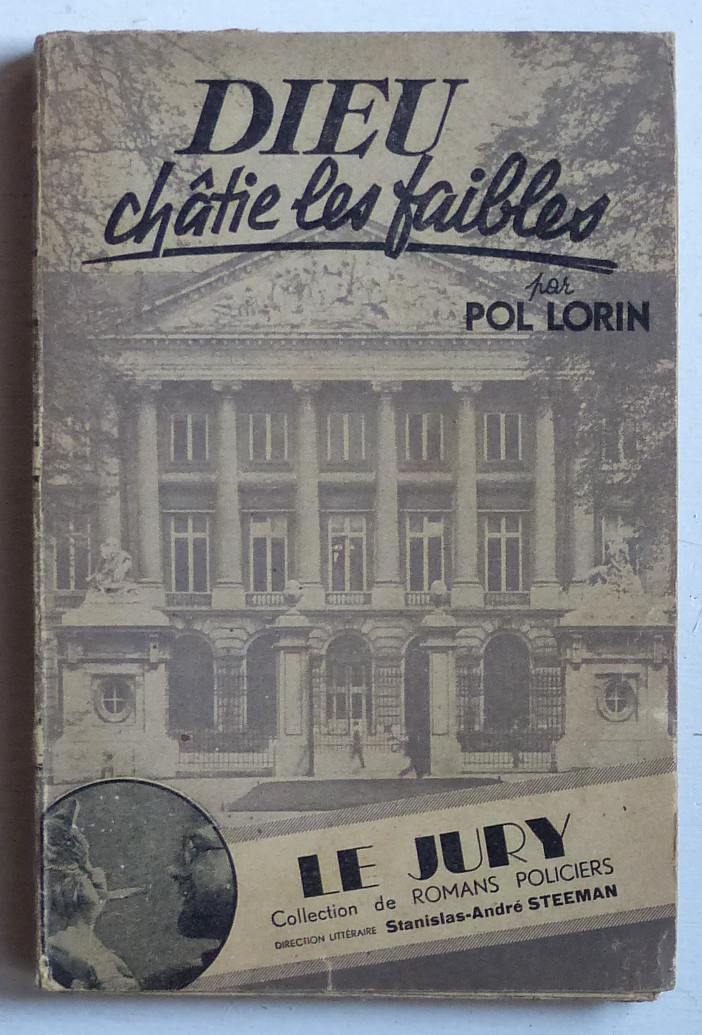 DIEU
châtie les faibles
par
POL LORIN
LE JURY
Collection de ROMANS POLICIERS
DIRECTION LITTÉRAIRE Stanislas-André STEEMAN